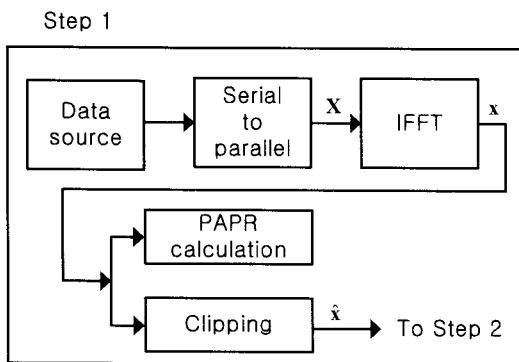 Step 1
Data
source
Serial
to
parallel
X
IFFT
x
PAPR
calculation
Clipping
x̂
To Step 2